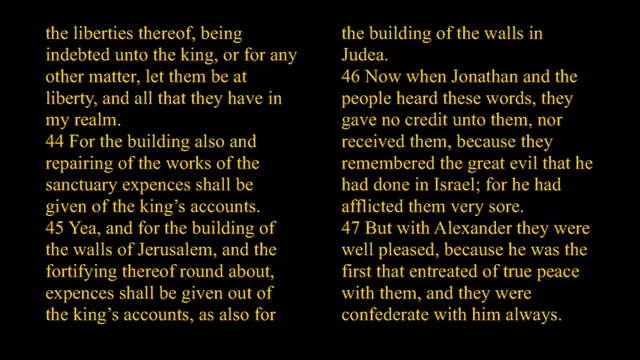 the liberties thereof, being
indebted unto the king, or for any
other matter, let them be at
liberty, and all that they have in
my realm.
44 For the building also and
repairing of the works of the
sanctuary expences shall be
given of the king’s accounts.
45 Yea, and for the building of
the walls of Jerusalem, and the
fortifying thereof round about,
expences shall be given out of
the king’s accounts, as also for
the building of the walls in
Judea.
46 Now when Jonathan and the
people heard these words, they
gave no credit unto them, nor
received them, because they
remembered the great evil that he
had done in Israel; for he had
afflicted them very sore.
47 But with Alexander they were
well pleased, because he was the
first that entreated of true peace
with them, and they were
confederate with him always.